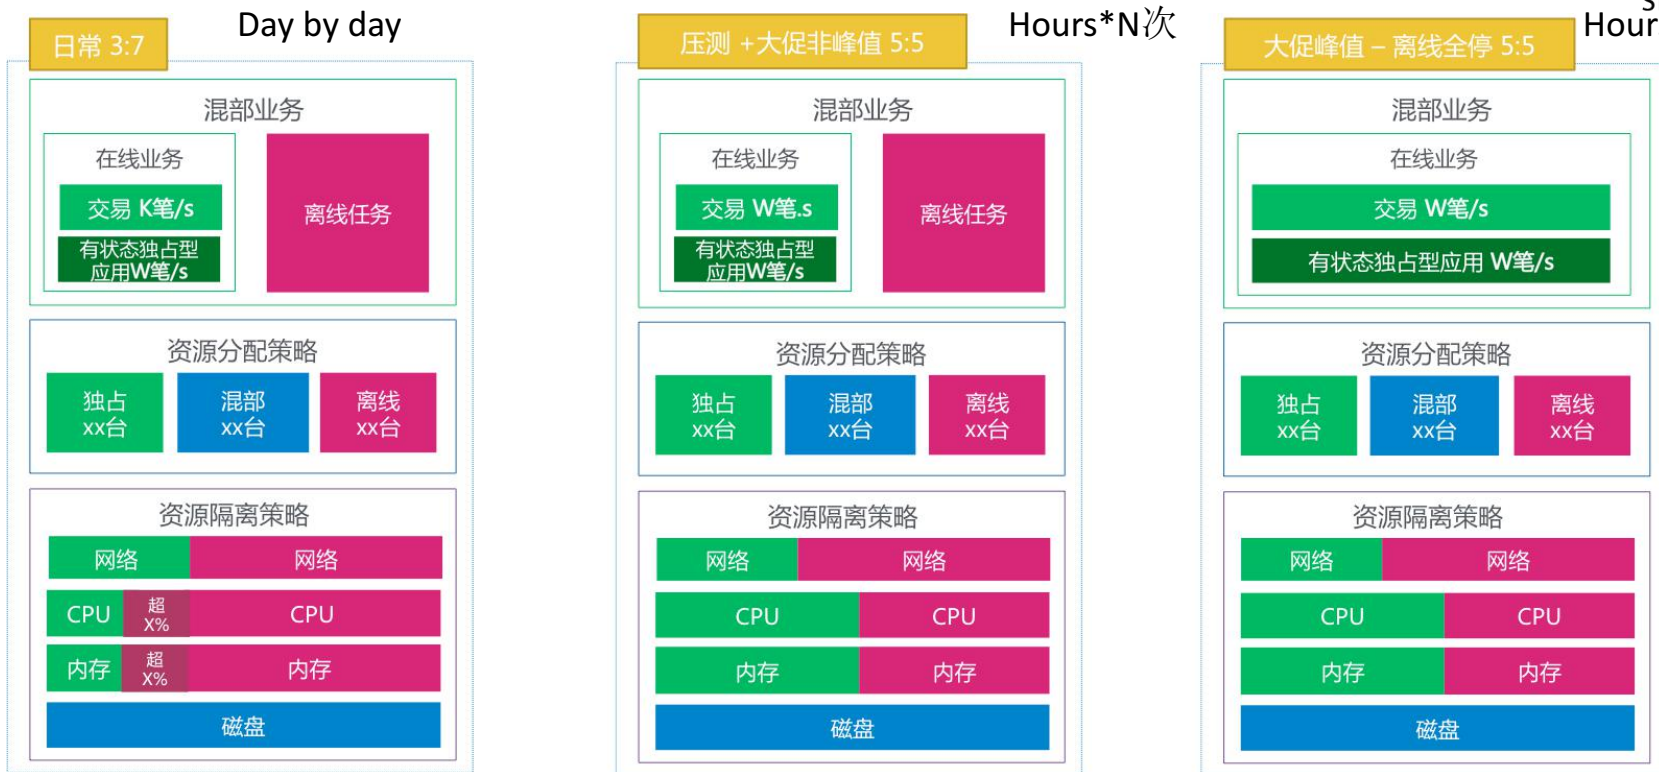 日常 3:7
Day by day
混部业务
在线业务
交易 K笔/s
有状态独占型
应用W笔/s
离线任务
资源分配策略
独占
xx台
混部
xx台
离线
xx台
资源隔离策略
网络
网络
CPU
超
X%
CPU
内存
超
X%
内存
磁盘
压测 +大促非峰值 5:5
Hours*N次
混部业务
在线业务
交易 W笔.s
有状态独占型
应用W笔/s
离线任务
资源分配策略
独占
xx台
混部
xx台
离线
xx台
资源隔离策略
网络
网络
CPU
CPU
内存
内存
磁盘
大促峰值 – 离线全停 5:5
Hours
混部业务
在线业务
交易 W笔/s
有状态独占型应用 W笔/s
资源分配策略
独占
xx台
混部
xx台
离线
xx台
资源隔离策略
网络
网络
CPU
CPU
内存
内存
磁盘